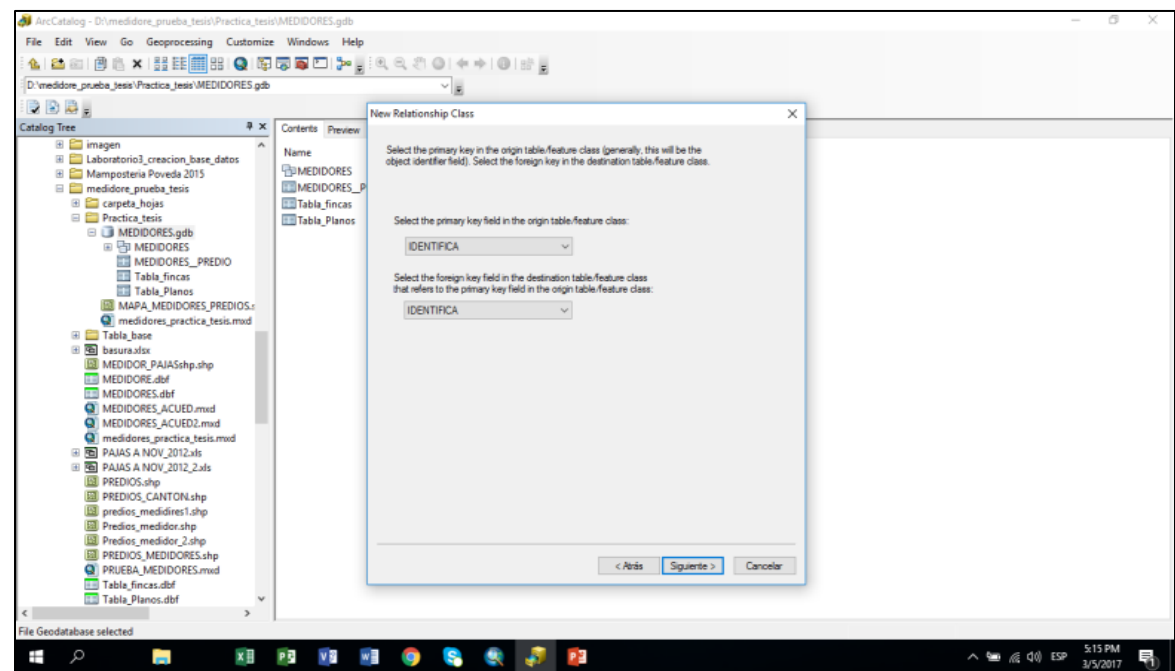 ArcCatalog - D:\medidore_prueba_tesis\Practica_tesis\MEDIDORES.gdb
File Edit View Go Geoprocessing Customize Windows Help
D:\medidore_prueba_tesis\Practica_tesis\MEDIDORES.gdb
Catalog Tree
imagen
Laboratorio3_creacion_base_datos
Mamposteria Poveda 2015
medidore_prueba_tesis
carpeta_hojas
Practica_tesis
MEDIDORES.gdb
MEDIDORES
MEDIDORES__PREDIO
Tabla_fincas
Tabla_Planos
MAPA_MEDIDORES_PREDIOS.s
medidores_practica_tesis.mxd
Tabla_base
basura.xlsx
MEDIDOR_PAJASshp.shp
MEDIDORE.dbf
MEDIDORES.dbf
MEDIDORES_ACUED.mxd
MEDIDORES_ACUED2.mxd
medidores_practica_tesis.mxd
PAJAS A NOV_2012.xls
PAJAS A NOV_2012_2.xls
PREDIOS.shp
PREDIOS_CANTON.shp
predios_medidires1.shp
Predios_medidor.shp
Predios_medidor_2.shp
PREDIOS_MEDIDORES.shp
PRUEBA_MEDIDORES.mxd
Tabla_fincas.dbf
Tabla_Planos.dbf
Contents Preview
Name
MEDIDORES
MEDIDORES__P
Tabla_fincas
Tabla_Planos
New Relationship Class
Select the primary key in the origin table/feature class (generally, this will be the
object identifier field). Select the foreign key in the destination table/feature class.
Select the primary key field in the origin table/feature class:
IDENTIFICA
Select the foreign key field in the destination table/feature class
that refers to the primary key field in the origin table/feature class:
IDENTIFICA
< Atrás Siguiente > Cancelar
File Geodatabase selected
ESP
5:15 PM
3/5/2017